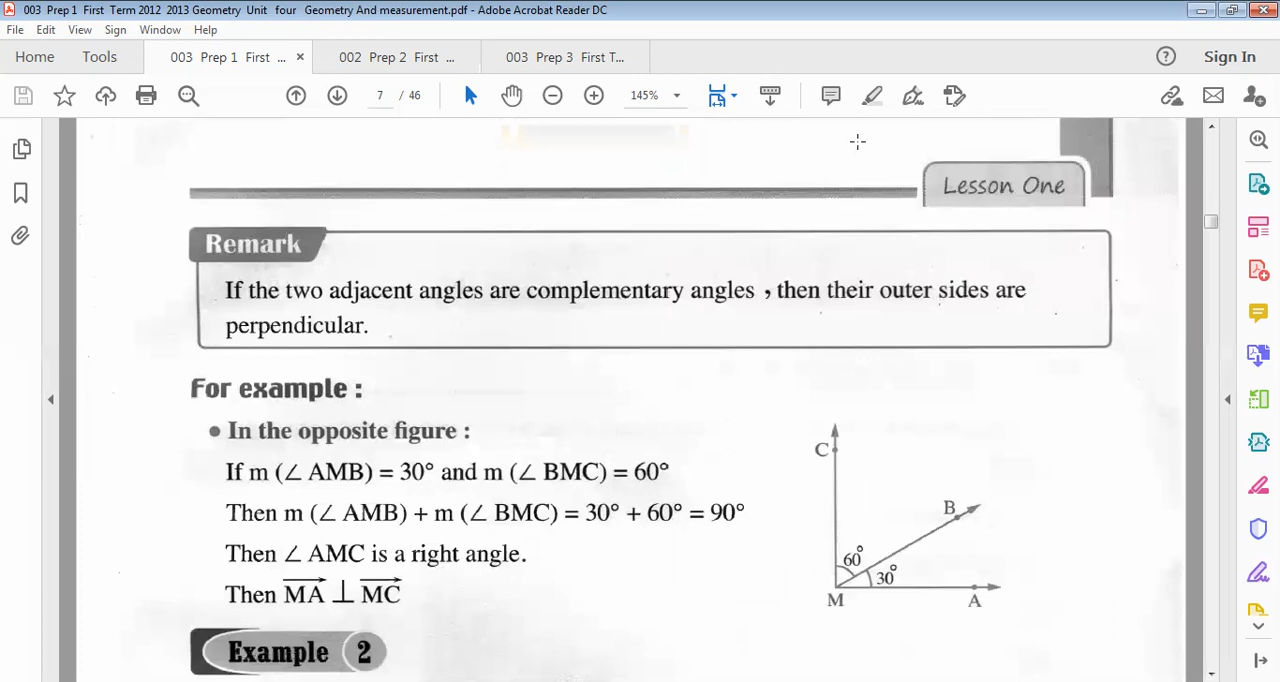 003 Prep 1 First Term 2012 2013 Geometry Unit four Geometry And measurement.pdf - Adobe Acrobat Reader DC
File Edit View Sign Window Help
Home Tools 003 Prep 1 First ... × 002 Prep 2 First ... 003 Prep 3 First T... ? Sign In
7 / 46 145%
Lesson One
Remark
If the two adjacent angles are complementary angles , then their outer sides are
perpendicular.
For example :
• In the opposite figure :
If m (∠ AMB) = 30° and m (∠ BMC) = 60°
Then m (∠ AMB) + m (∠ BMC) = 30° + 60° = 90°
Then ∠ AMC is a right angle.
Then MA ⊥ MC
C
B
60°
30°
M
A
Example 2